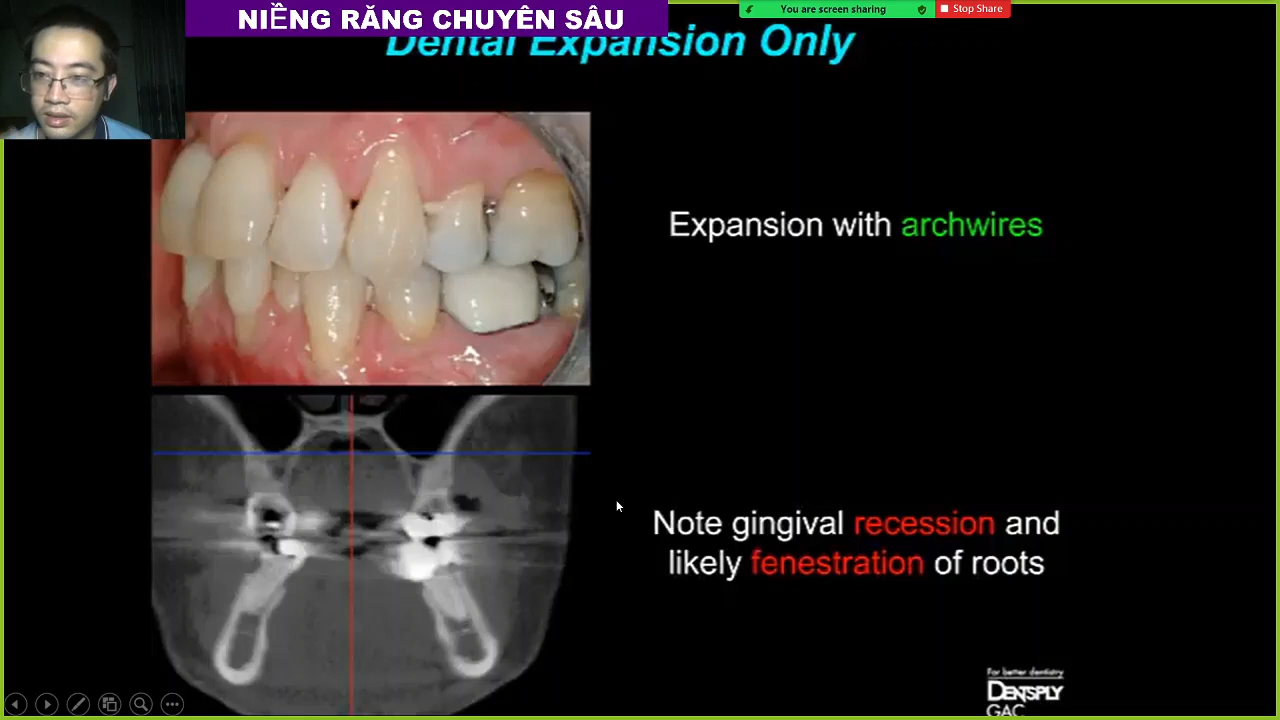 NIỀNG RĂNG CHUYÊN SÂU
You are screen sharing
Stop Share
Dental Expansion Only
Expansion with archwires
Note gingival recession and
likely fenestration of roots
For better dentistry
DENTSPLY
GAC